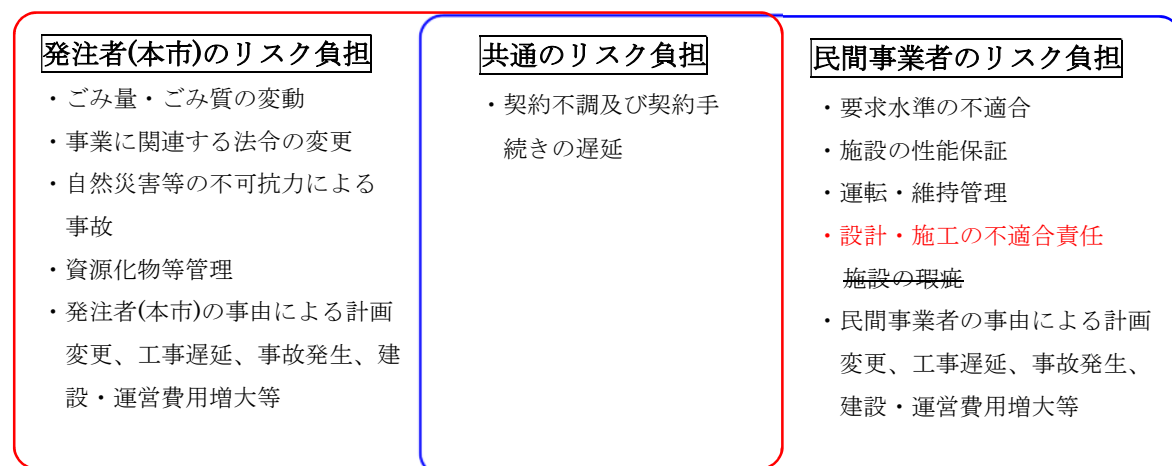 発注者(本市)のリスク負担
・ごみ量・ごみ質の変動
・事業に関連する法令の変更
・自然災害等の不可抗力による
事故
・資源化物等管理
・発注者(本市)の事由による計画
変更、工事遅延、事故発生、建
設・運営費用増大等
共通のリスク負担
・契約不調及び契約手
続きの遅延
民間事業者のリスク負担
・要求水準の不適合
・施設の性能保証
・運転・維持管理
・設計・施工の不適合責任
施設の瑕疵
・民間事業者の事由による計画
変更、工事遅延、事故発生、
建設・運営費用増大等